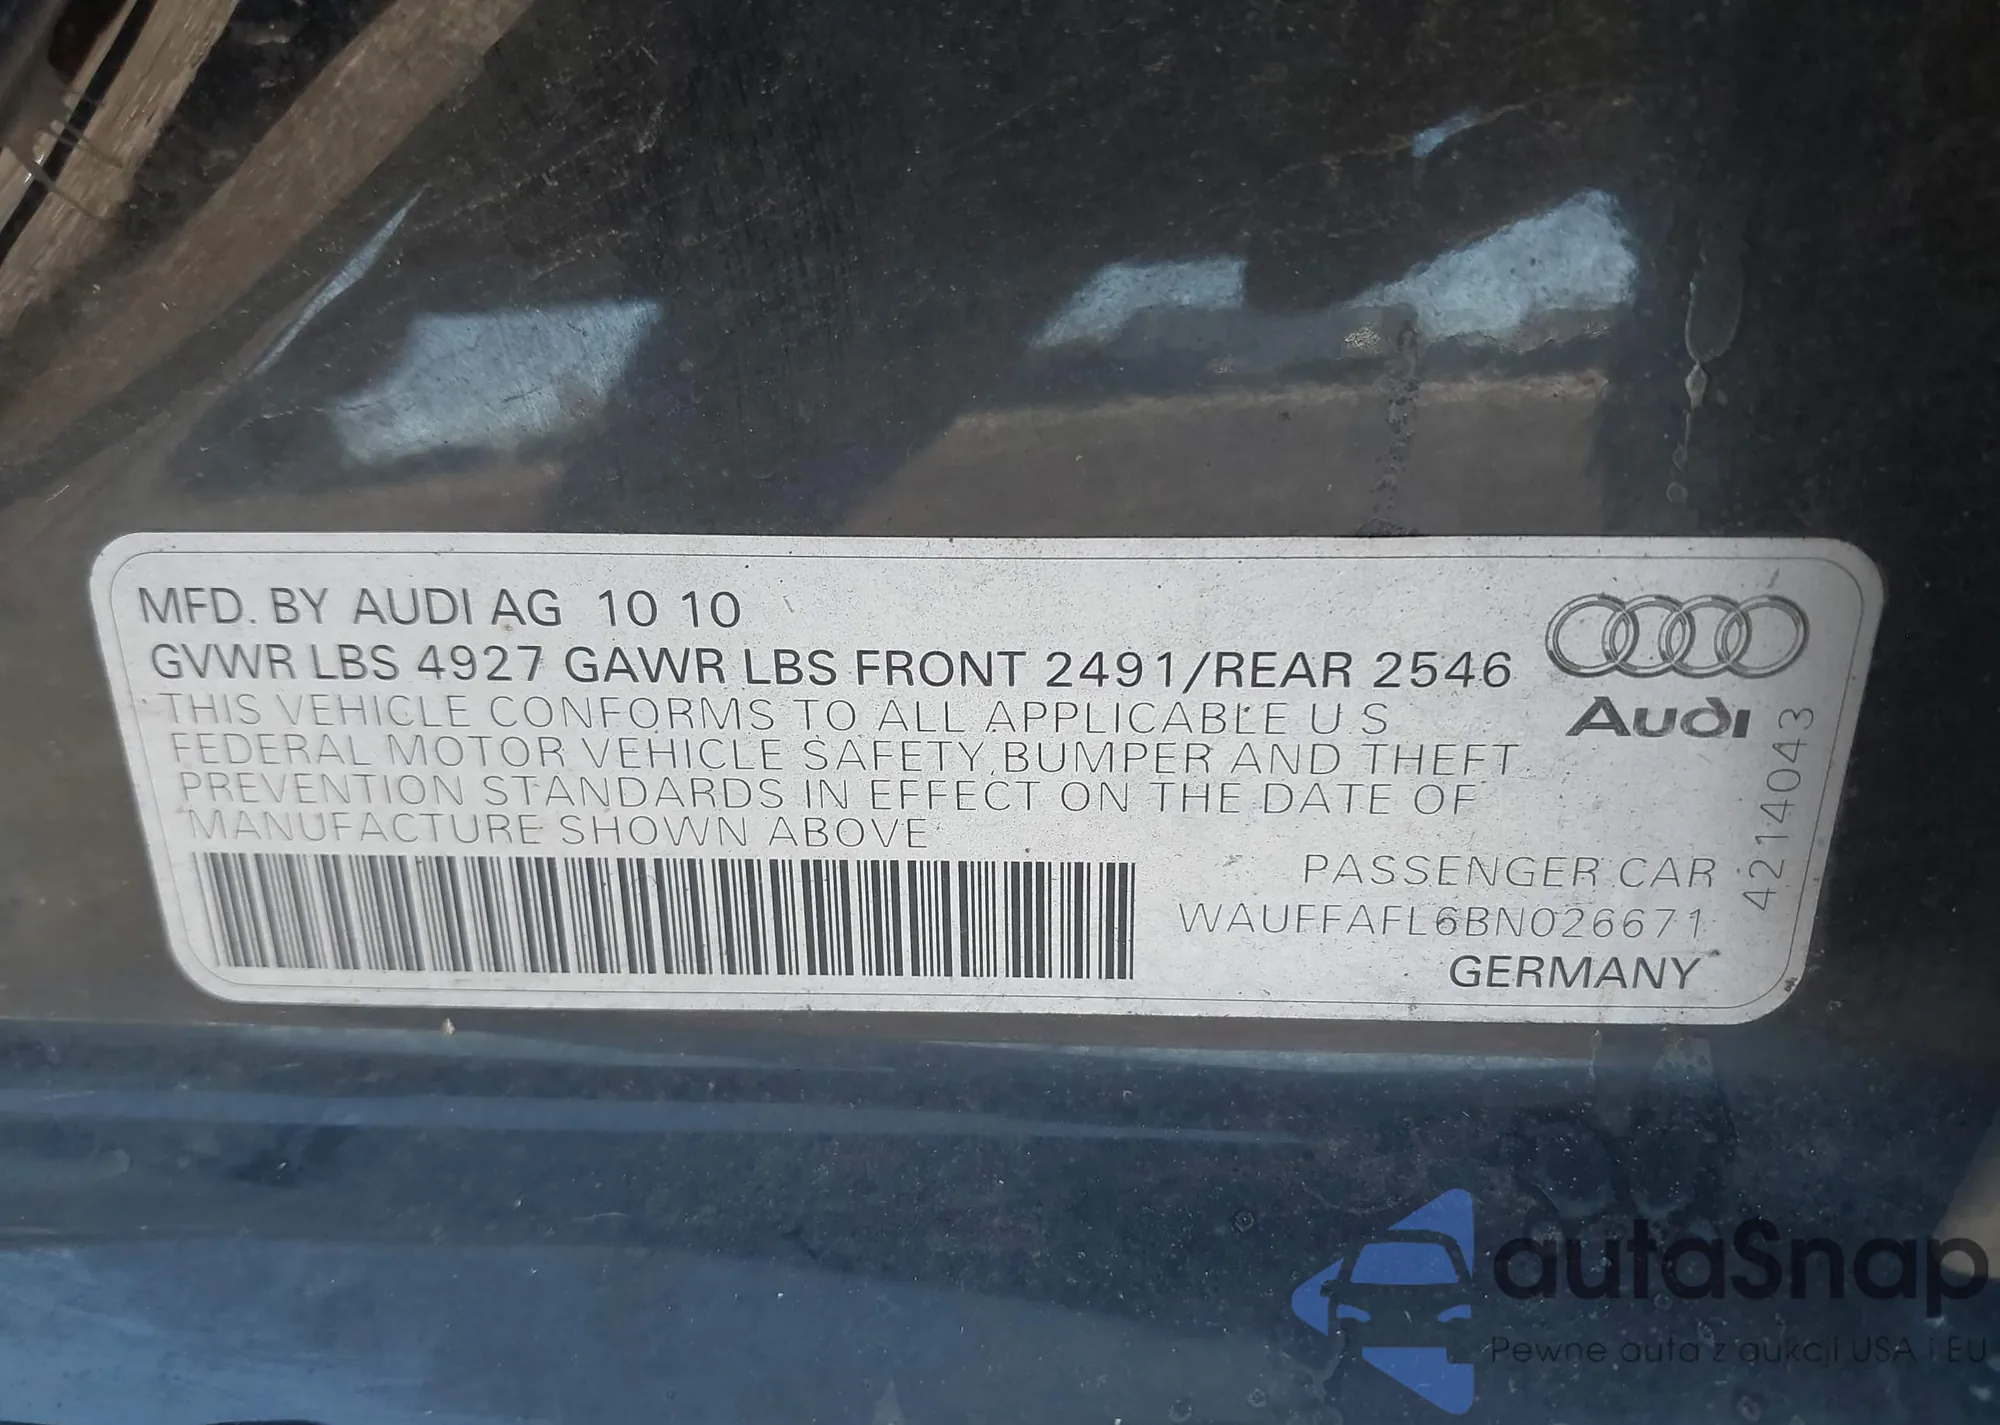 MFD. BY AUDI AG 10 10
GVWR LBS 4927 GAWR LBS FRONT 2491/REAR 2546
THIS VEHICLE CONFORMS TO ALL APPLICABLE U S
FEDERAL MOTOR VEHICLE SAFETY, BUMPER AND THEFT
PREVENTION STANDARDS IN EFFECT ON THE DATE OF
MANUFACTURE SHOWN ABOVE
Audi
4214043
PASSENGER CAR
WAUFFAFL6BN026671
GERMANY
autaSnap
Pewne auta z aukcji USA i EU